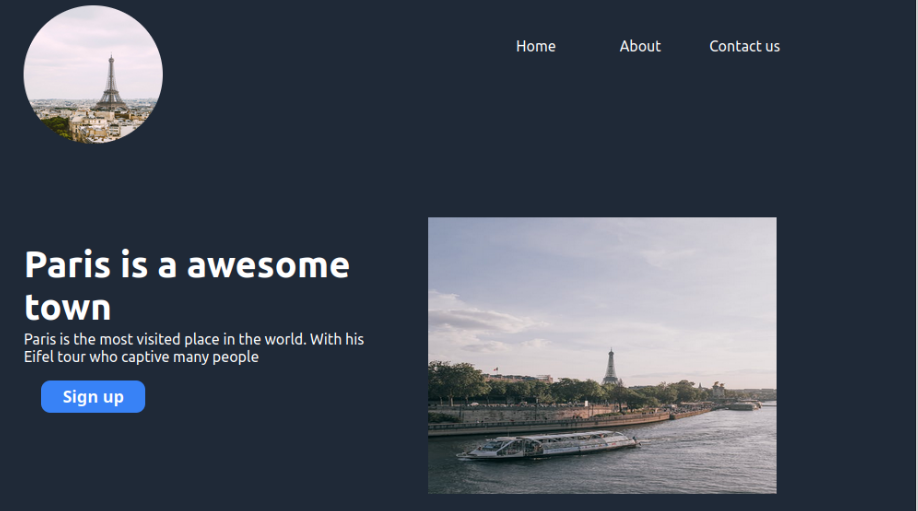 Home About Contact us
Paris is a awesome
town
Paris is the most visited place in the world. With his
Eifel tour who captive many people
Sign up